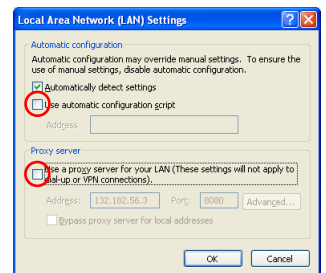 Local Area Network (LAN) Settings
Automatic configuration
Automatic configuration may override manual settings. To ensure the
use of manual settings, disable automatic configuration.
Automatically detect settings
Use automatic configuration script
Address
Proxy server
Use a proxy server for your LAN (These settings will not apply to
dial-up or VPN connections).
Address: 132.182.56.3 Port: 8080 Advanced...
Bypass proxy server for local addresses
OK Cancel